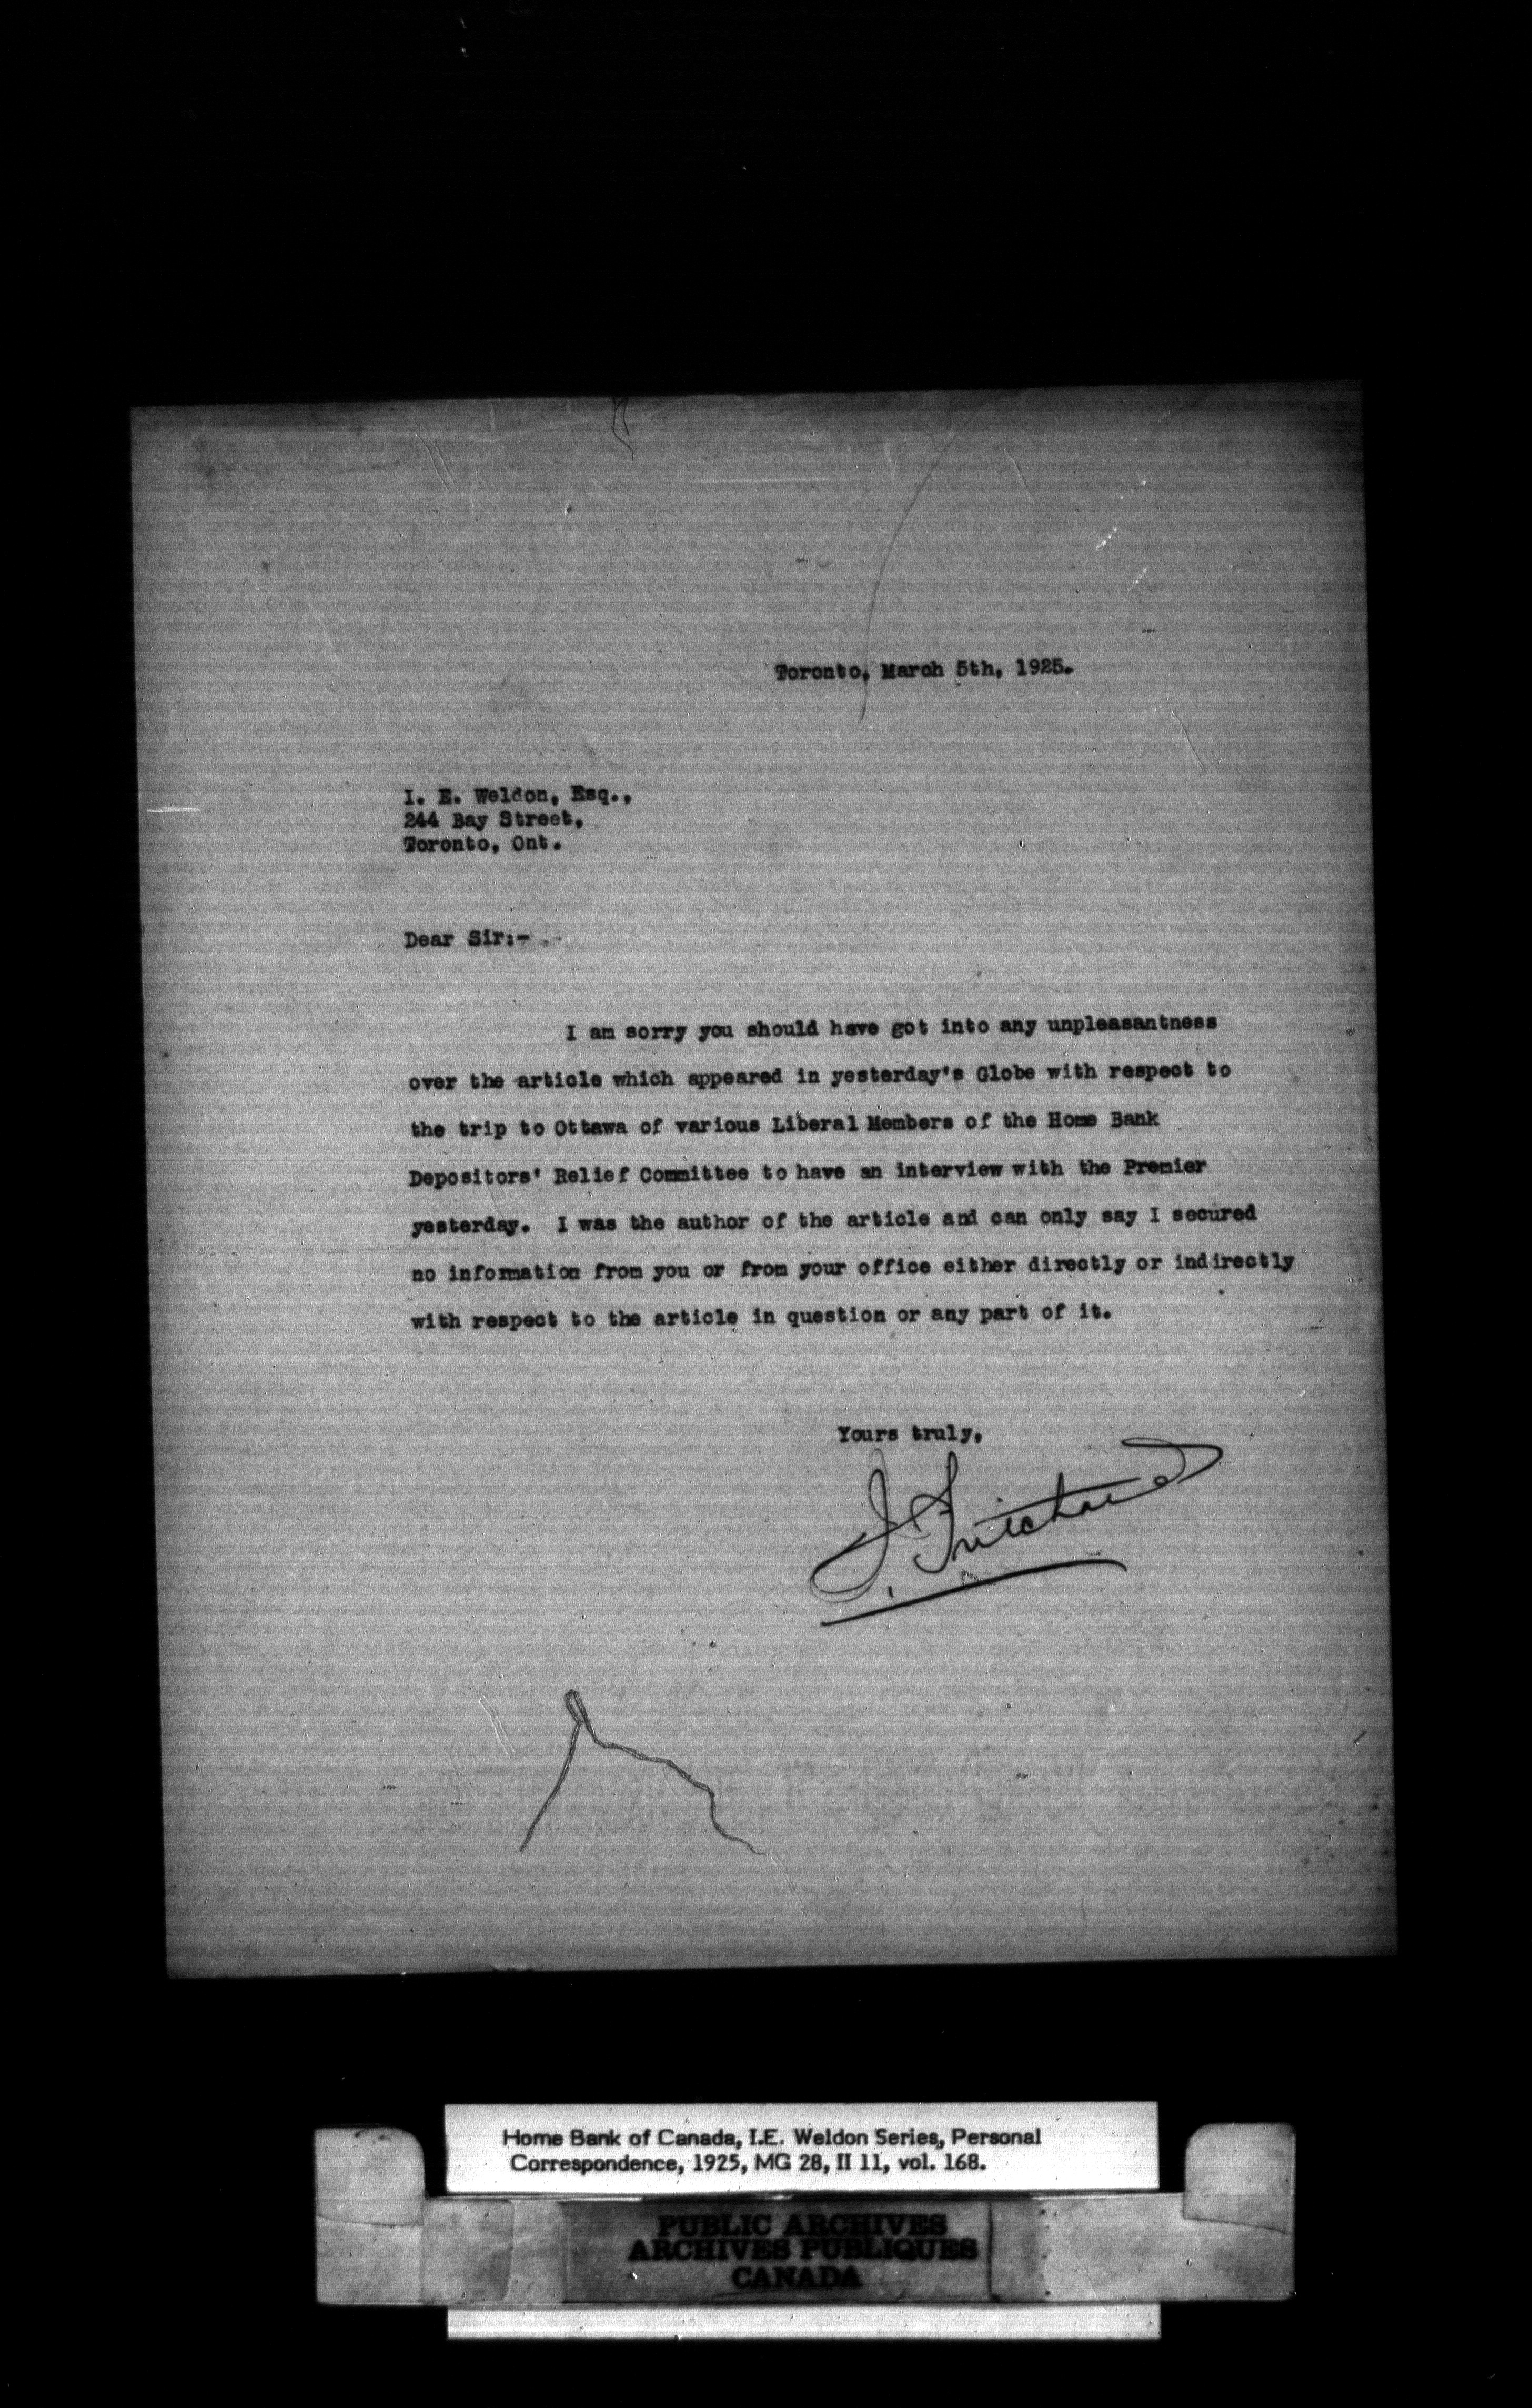 Toronto, March 5th, 1925.
I. E. Weldon, Esq.,
244 Bay Street,
Toronto, Ont.
Dear Sir:-
I am sorry you should have got into any unpleasantness
over the article which appeared in yesterday's Globe with respect to
the trip to Ottawa of various Liberal Members of the Home Bank
Depositors' Relief Committee to have an interview with the Premier
yesterday. I was the author of the article and can only say I secured
no information from you or from your office either directly or indirectly
with respect to the article in question or any part of it.
Yours truly,
Home Bank of Canada, I.E. Weldon Series, Personal
Correspondence, 1925, MG 28, II 11, vol. 168.
PUBLIC ARCHIVES
ARCHIVES PUBLIQUES
CANADA